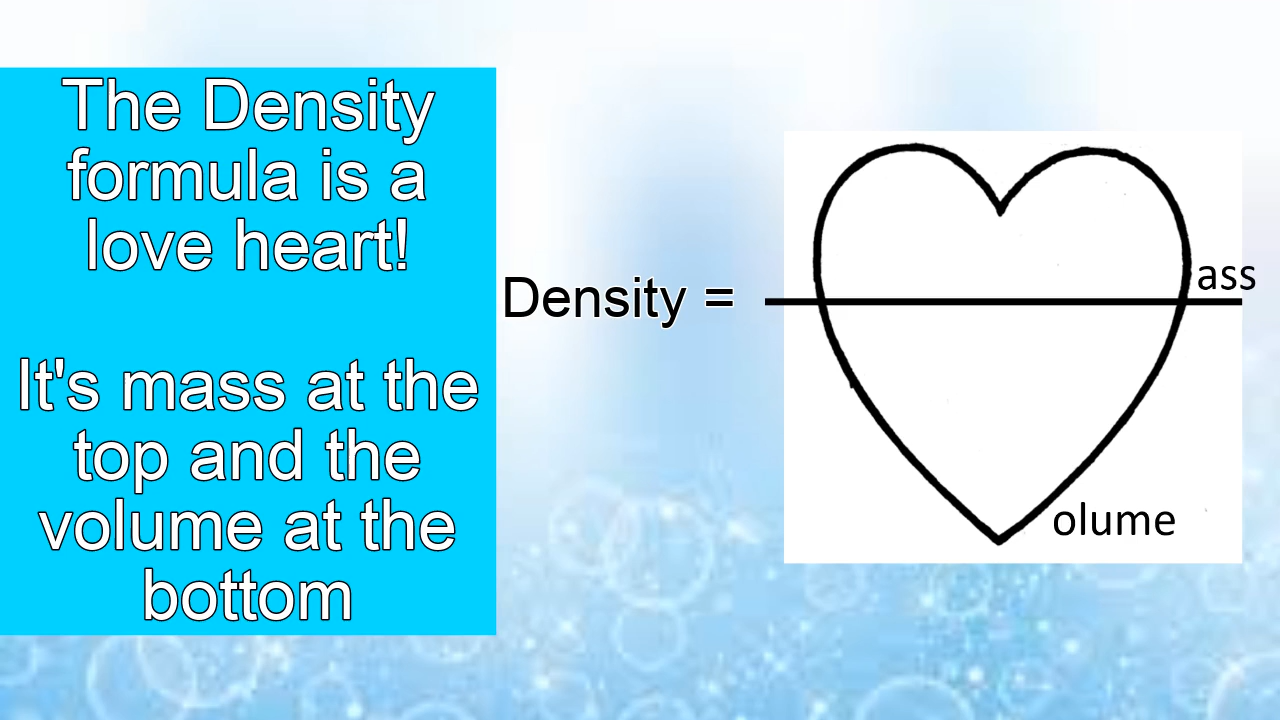 The Density
formula is a
love heart!
It's mass at the
top and the
volume at the
bottom
Density =
ass
olume